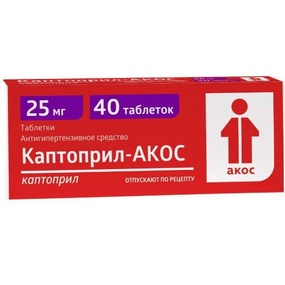 25 мг 40 таблеток
Таблетки
Антигипертензивное средство
Каптоприл-АКОС
каптоприл
ОТПУСКАЮТ ПО РЕЦЕПТУ
акос